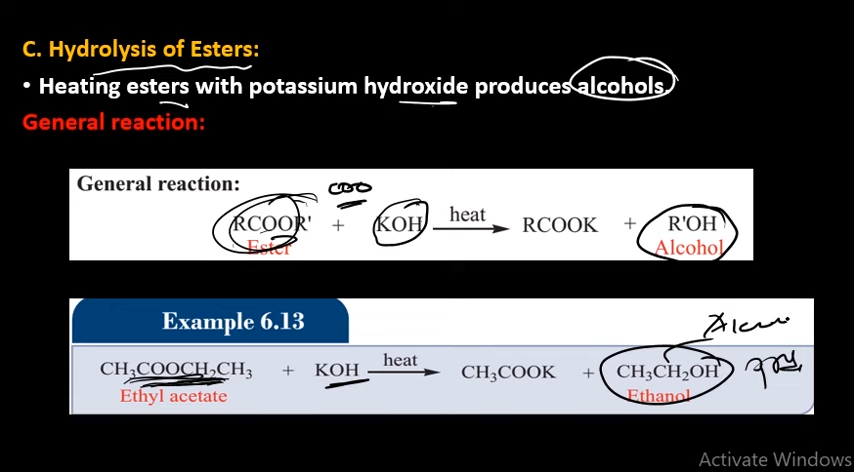 C. Hydrolysis of Esters:
• Heating esters with potassium hydroxide produces alcohols.
General reaction:
General reaction:
COO
RCOOR' + KOH heat RCOOK + R'OH
Ester Alcohol
Example 6.13
CH₃COOCH₂CH₃ + KOH heat CH₃COOK + CH₃CH₂OH
Ethyl acetate Ethanol
Activate Windows